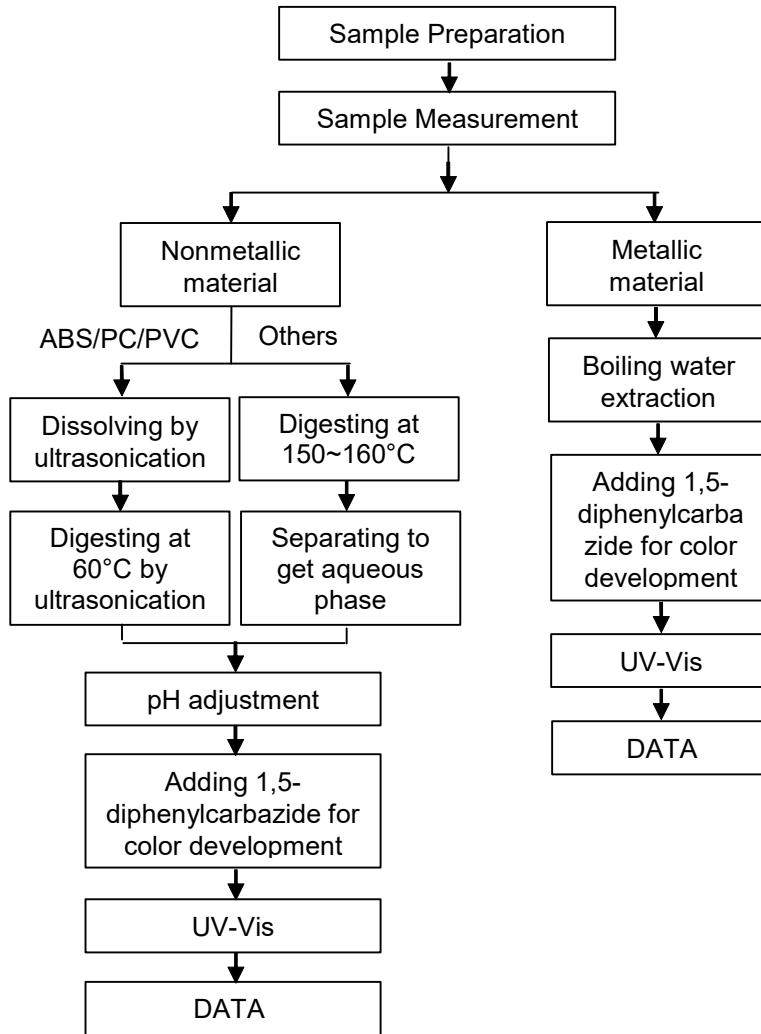 Sample Preparation
Sample Measurement
Nonmetallic
material
Metallic
material
ABS/PC/PVC
Others
Boiling water
extraction
Dissolving by
ultrasonication
Digesting at
150~160°C
Adding 1,5-
diphenylcarba
zide for color
development
Digesting at
60°C by
ultrasonication
Separating to
get aqueous
phase
UV-Vis
pH adjustment
DATA
Adding 1,5-
diphenylcarbazide for
color development
UV-Vis
DATA